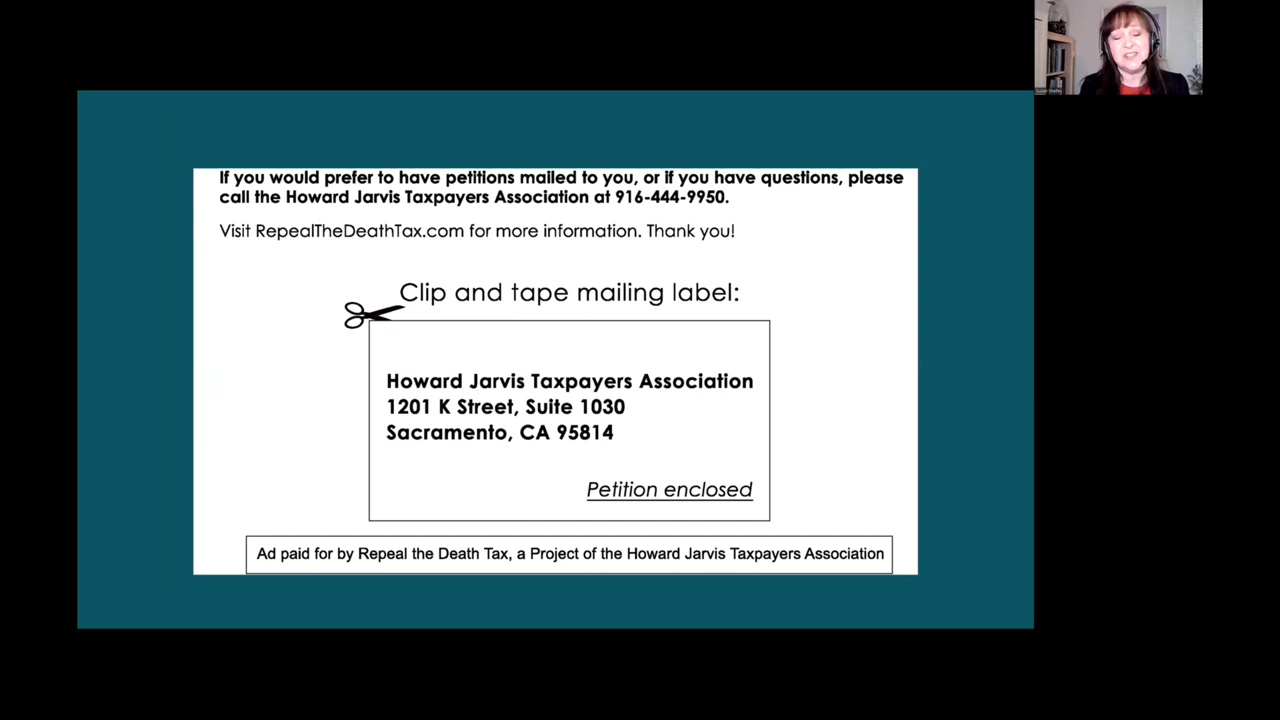 If you would prefer to have petitions mailed to you, or if you have questions, please
call the Howard Jarvis Taxpayers Association at 916-444-9950.
Visit RepealTheDeathTax.com for more information. Thank you!
Clip and tape mailing label:
Howard Jarvis Taxpayers Association
1201 K Street, Suite 1030
Sacramento, CA 95814
Petition enclosed
Ad paid for by Repeal the Death Tax, a Project of the Howard Jarvis Taxpayers Association